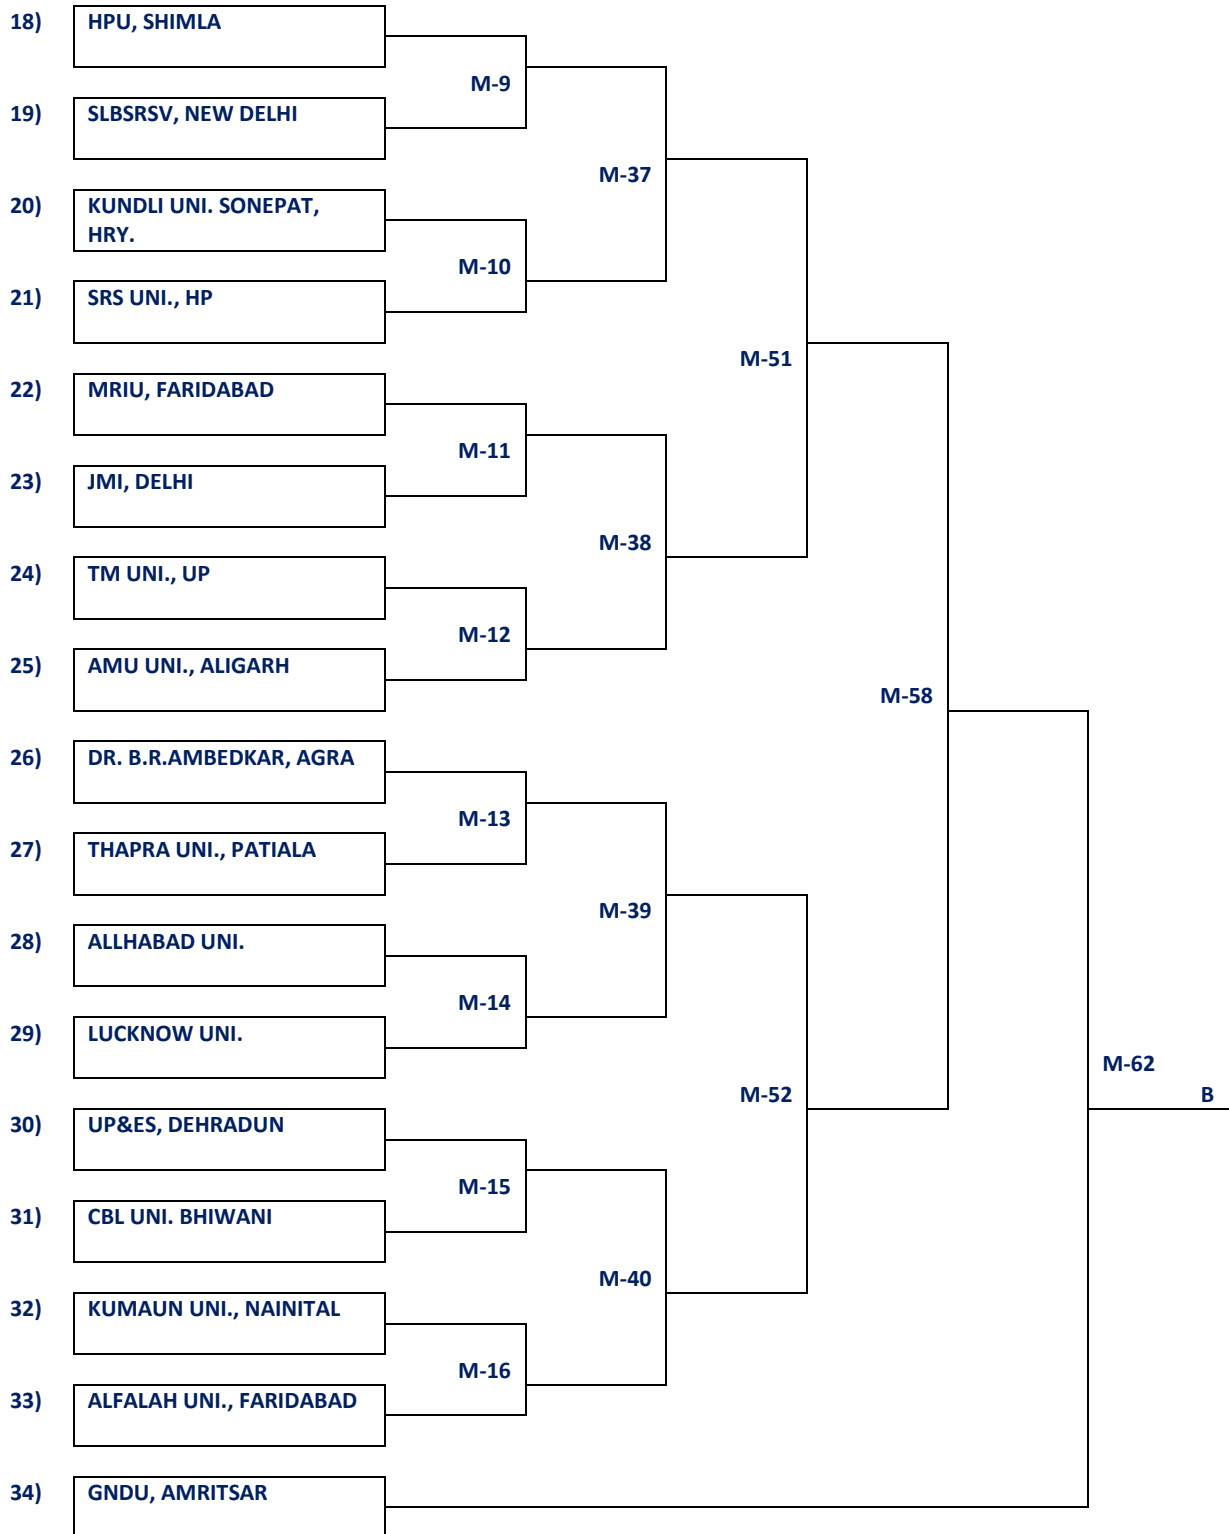 18) HPU, SHIMLA
M-9
19) SLBSRSV, NEW DELHI
M-37
20) KUNDLI UNI. SONEPAT,
HRY.
M-10
21) SRS UNI., HP
M-51
22) MRIU, FARIDABAD
M-11
23) JMI, DELHI
M-38
24) TM UNI., UP
M-12
25) AMU UNI., ALIGARH
M-58
26) DR. B.R.AMBEDKAR, AGRA
M-13
27) THAPRA UNI., PATIALA
M-39
28) ALLHABAD UNI.
M-14
29) LUCKNOW UNI.
M-62
M-52
B
30) UP&ES, DEHRADUN
M-15
31) CBL UNI. BHIWANI
M-40
32) KUMAUN UNI., NAINITAL
M-16
33) ALFALAH UNI., FARIDABAD
34) GNDU, AMRITSAR